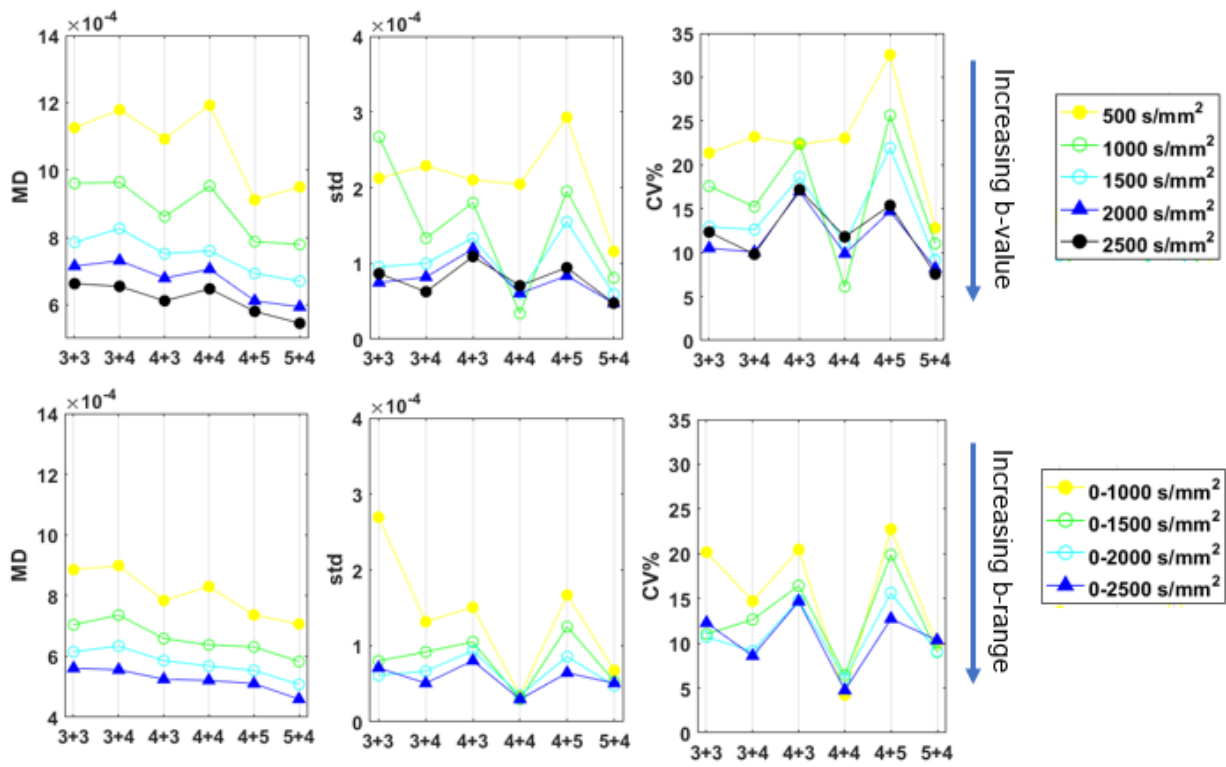 ×10⁻⁴
14
12
10
8
6
MD
3+3 3+4 4+3 4+4 4+5 5+4
×10⁻⁴
4
3
2
1
0
std
3+3 3+4 4+3 4+4 4+5 5+4
35
30
25
20
15
10
5
0
CV%
3+3 3+4 4+3 4+4 4+5 5+4
Increasing b-value
500 s/mm²
1000 s/mm²
1500 s/mm²
2000 s/mm²
2500 s/mm²
×10⁻⁴
14
12
10
8
6
4
MD
3+3 3+4 4+3 4+4 4+5 5+4
×10⁻⁴
4
3
2
1
0
std
3+3 3+4 4+3 4+4 4+5 5+4
35
30
25
20
15
10
5
0
CV%
3+3 3+4 4+3 4+4 4+5 5+4
Increasing b-range
0-1000 s/mm²
0-1500 s/mm²
0-2000 s/mm²
0-2500 s/mm²